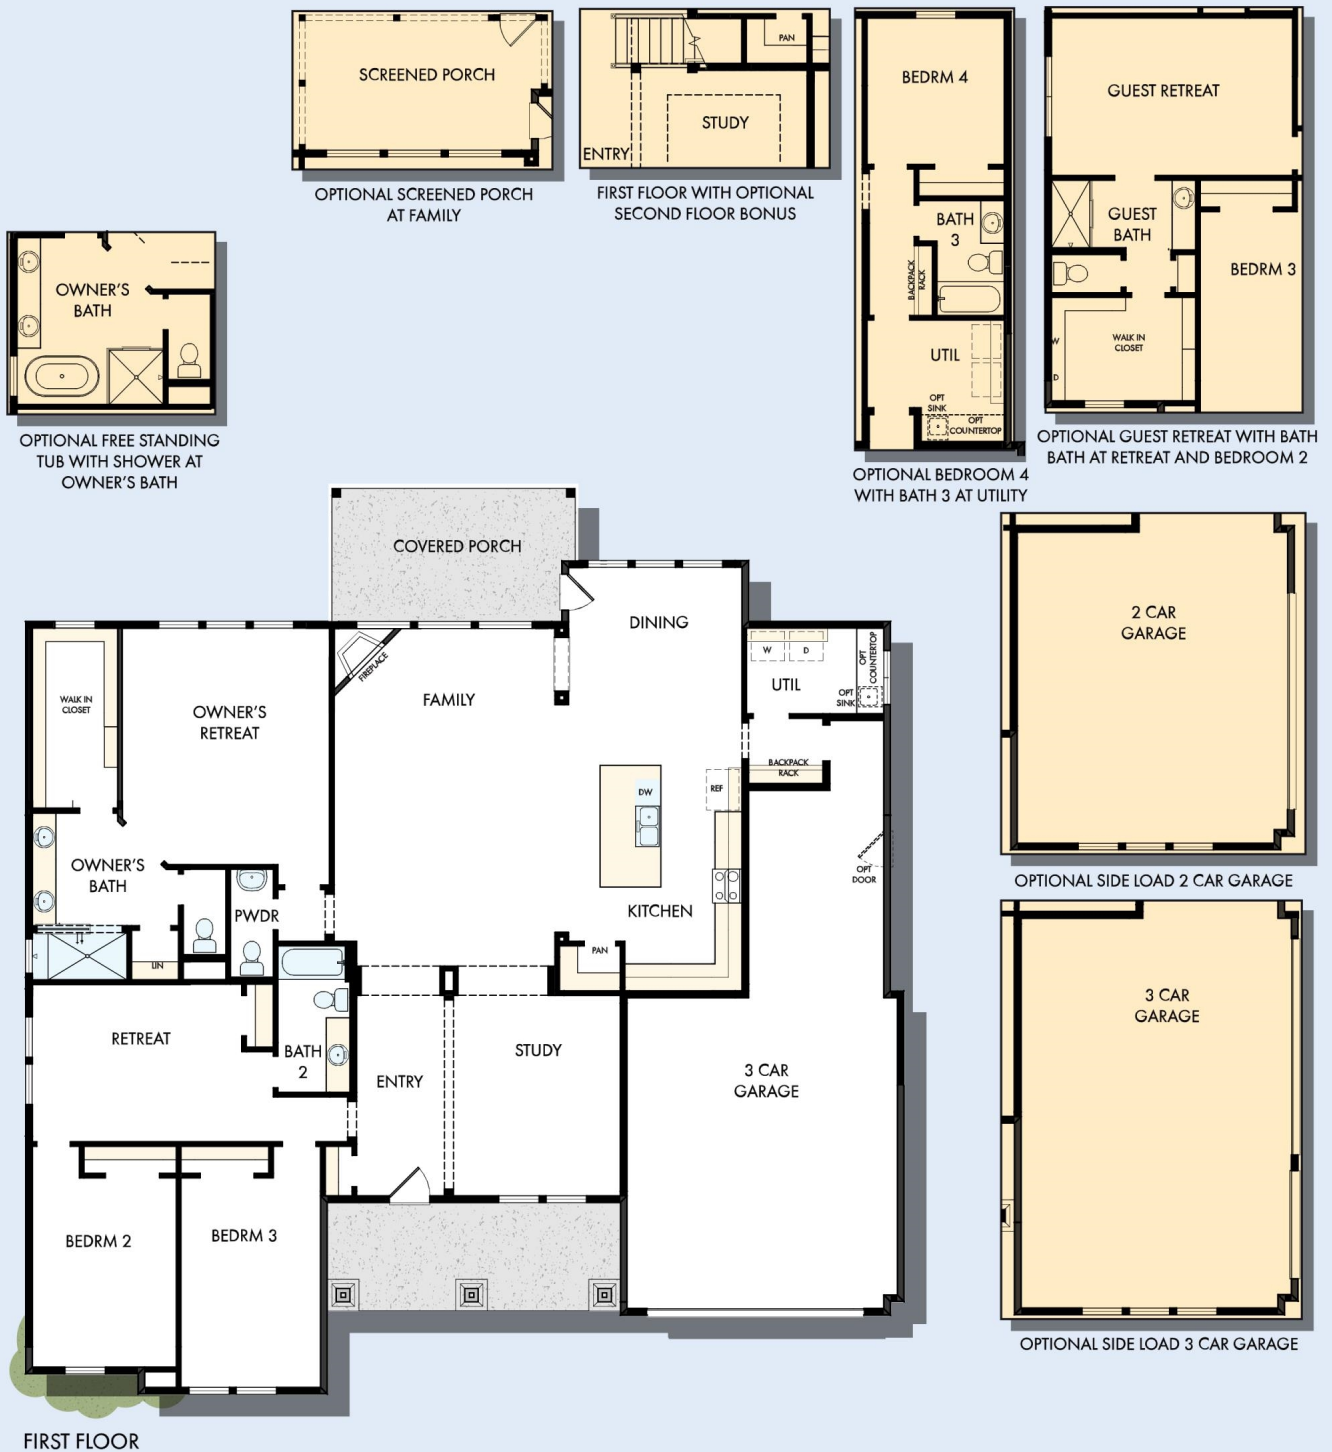 SCREENED PORCH
OPTIONAL SCREENED PORCH
AT FAMILY
PAN
STUDY
ENTRY
FIRST FLOOR WITH OPTIONAL
SECOND FLOOR BONUS
BEDRM 4
BATH
3
BACKPACK
RACK
UTIL
OPT
SINK
OPT
COUNTERTOP
OPTIONAL BEDROOM 4
WITH BATH 3 AT UTILITY
GUEST RETREAT
GUEST
BATH
BEDRM 3
WALK IN
CLOSET
W
D
OPTIONAL GUEST RETREAT WITH BATH
BATH AT RETREAT AND BEDROOM 2
OWNER'S
BATH
OPTIONAL FREE STANDING
TUB WITH SHOWER AT
OWNER'S BATH
COVERED PORCH
DINING
FIREPLACE
FAMILY
WALK IN
CLOSET
OWNER'S
RETREAT
W
D
OPT
COUNTERTOP
UTIL
OPT
SINK
BACKPACK
RACK
REF
DW
OPT
DOOR
OWNER'S
BATH
PWDR
KITCHEN
PAN
LIN
RETREAT
BATH
2
ENTRY
STUDY
3 CAR
GARAGE
BEDRM 2
BEDRM 3
2 CAR
GARAGE
OPTIONAL SIDE LOAD 2 CAR GARAGE
3 CAR
GARAGE
OPTIONAL SIDE LOAD 3 CAR GARAGE
FIRST FLOOR